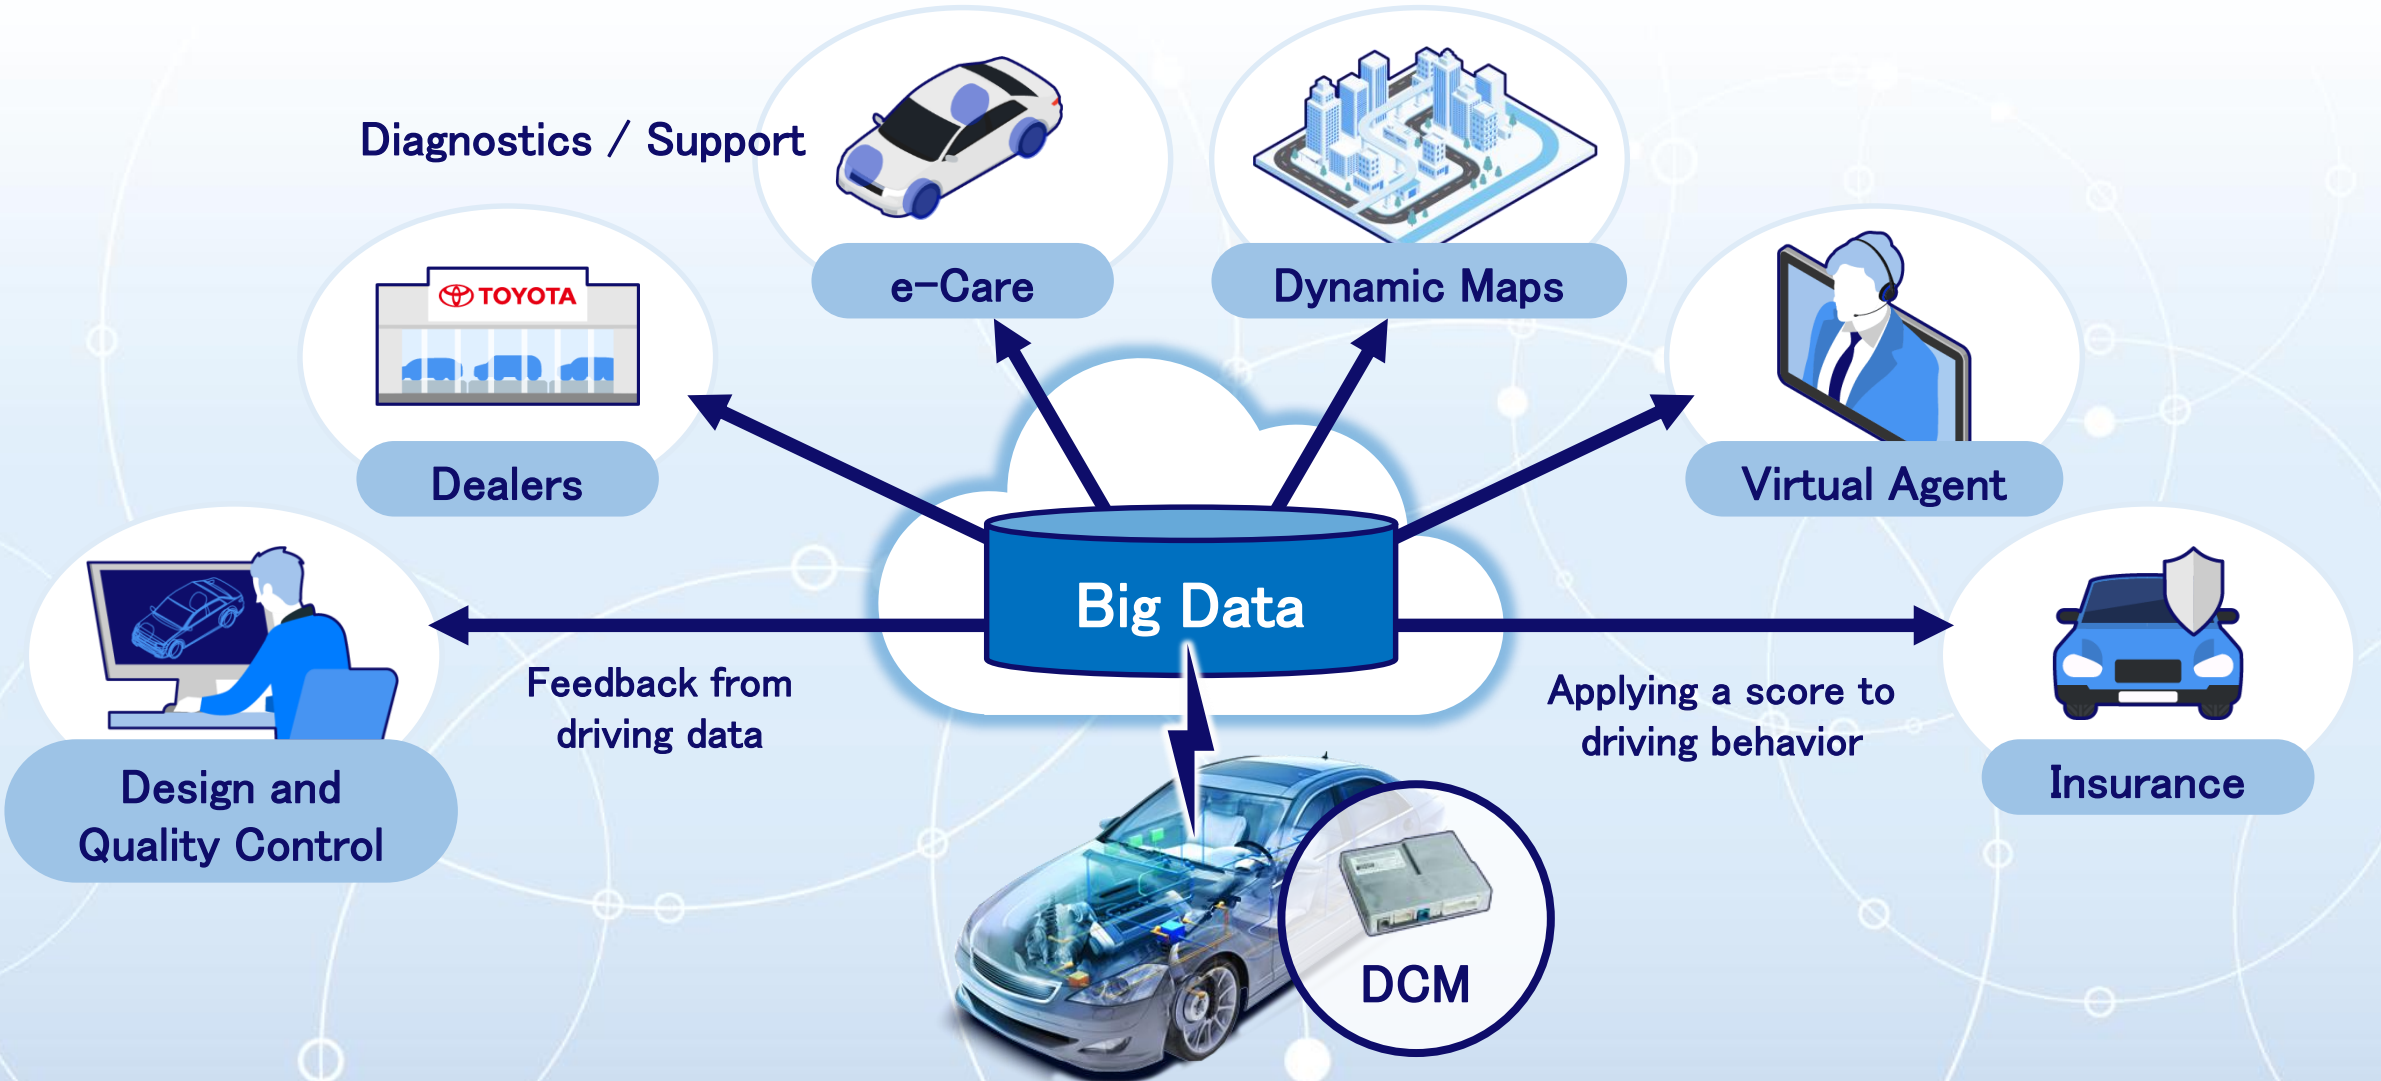 Diagnostics / Support
TOYOTA
e-Care
Dynamic Maps
Dealers
Virtual Agent
Big Data
Feedback from
driving data
Applying a score to
driving behavior
Design and
Quality Control
Insurance
DCM